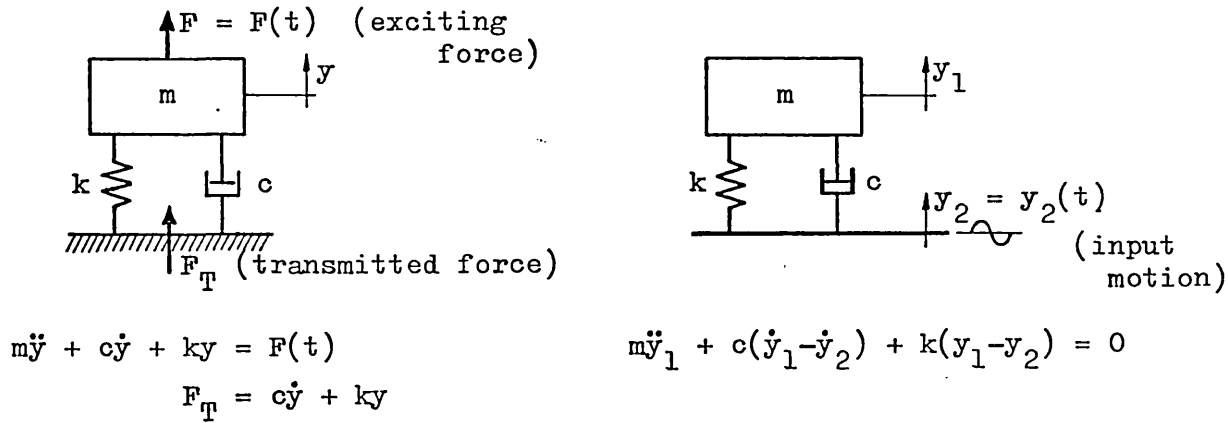 F = F(t) (exciting
force)
y
m
k
c
F_T (transmitted force)
mÿ + cẏ + ky = F(t)
F_T = cẏ + ky
y_1
m
k
c
y_2 = y_2(t)
(input
motion)
mÿ_1 + c(ẏ_1-ẏ_2) + k(y_1-y_2) = 0